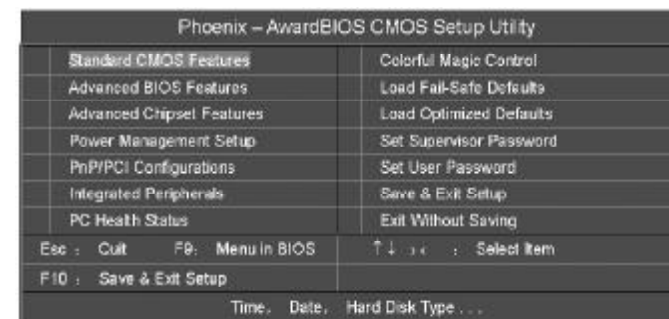 Phoenix – AwardBIOS CMOS Setup Utility
Standard CMOS Features
Advanced BIOS Features
Advanced Chipset Features
Power Management Setup
PnP/PCI Configurations
Integrated Peripherals
PC Health Status
Colorful Magic Control
Load Fail-Safe Defaults
Load Optimized Defaults
Set Supervisor Password
Set User Password
Save & Exit Setup
Exit Without Saving
Esc : Quit F9: Menu in BIOS ↑↓ : Select Item
F10 : Save & Exit Setup
Time, Date, Hard Disk Type . . .